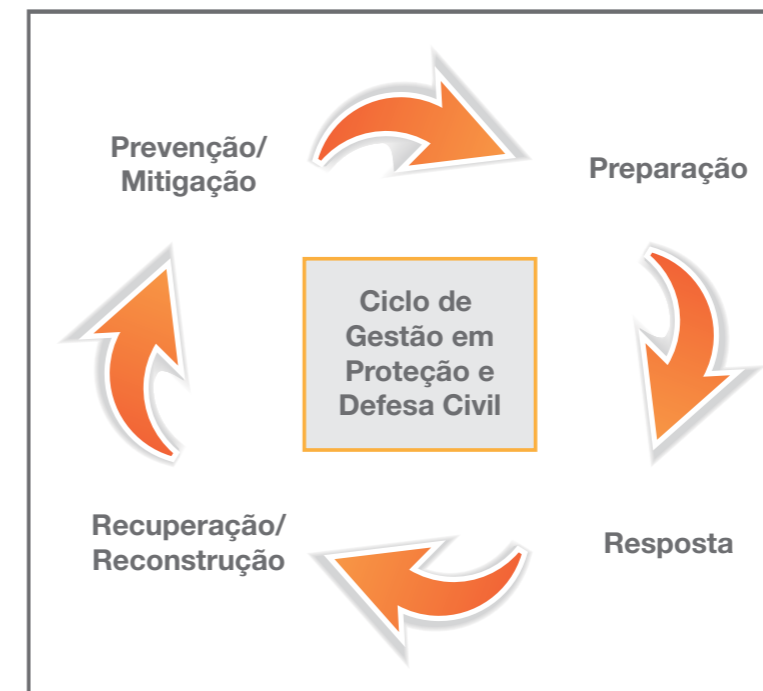 Prevenção/
Mitigação
Preparação
Ciclo de
Gestão em
Proteção e
Defesa Civil
Recuperação/
Reconstrução
Resposta